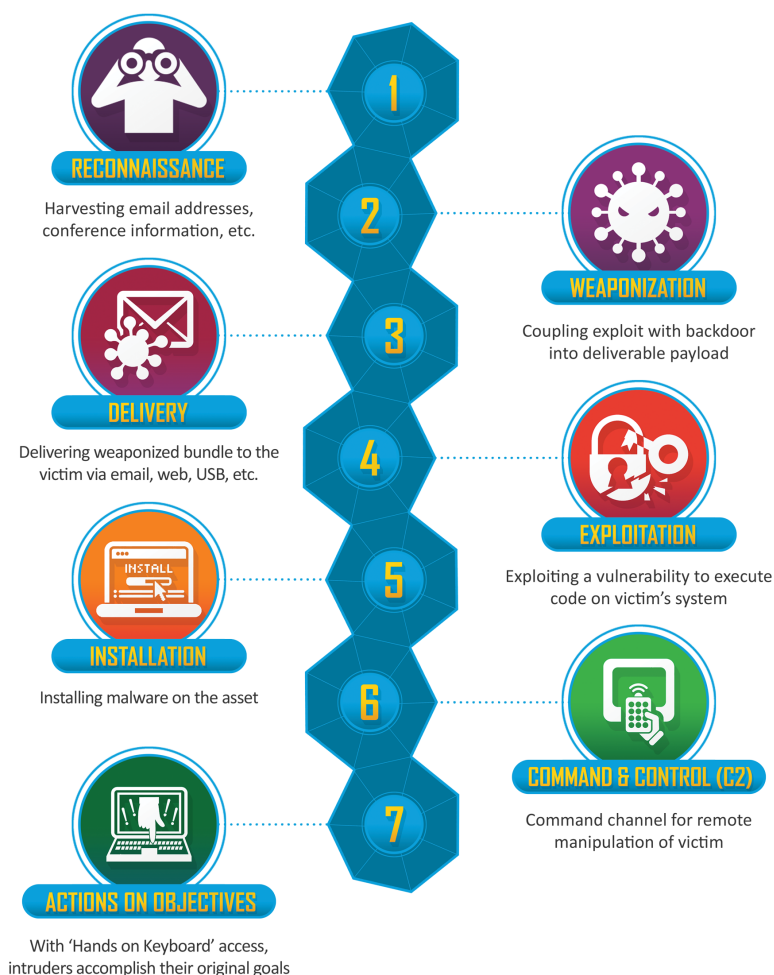 1
RECONNAISSANCE
Harvesting email addresses,
conference information, etc.
2
WEAPONIZATION
Coupling exploit with backdoor
into deliverable payload
3
DELIVERY
Delivering weaponized bundle to the
victim via email, web, USB, etc.
4
EXPLOITATION
Exploiting a vulnerability to execute
code on victim's system
5
INSTALL
INSTALLATION
Installing malware on the asset
6
COMMAND & CONTROL (C2)
Command channel for remote
manipulation of victim
7
ACTIONS ON OBJECTIVES
With 'Hands on Keyboard' access,
intruders accomplish their original goals